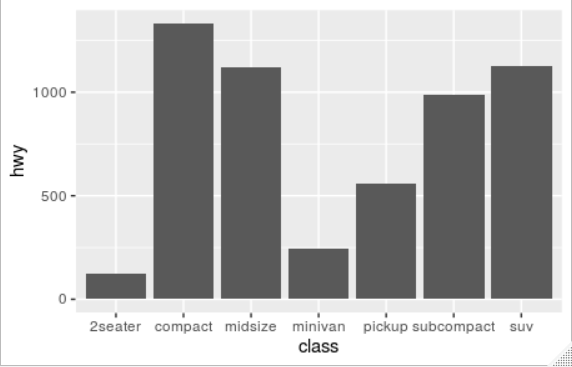 hwy
1000
500
0
2seater compact midsize minivan pickup subcompact suv
class